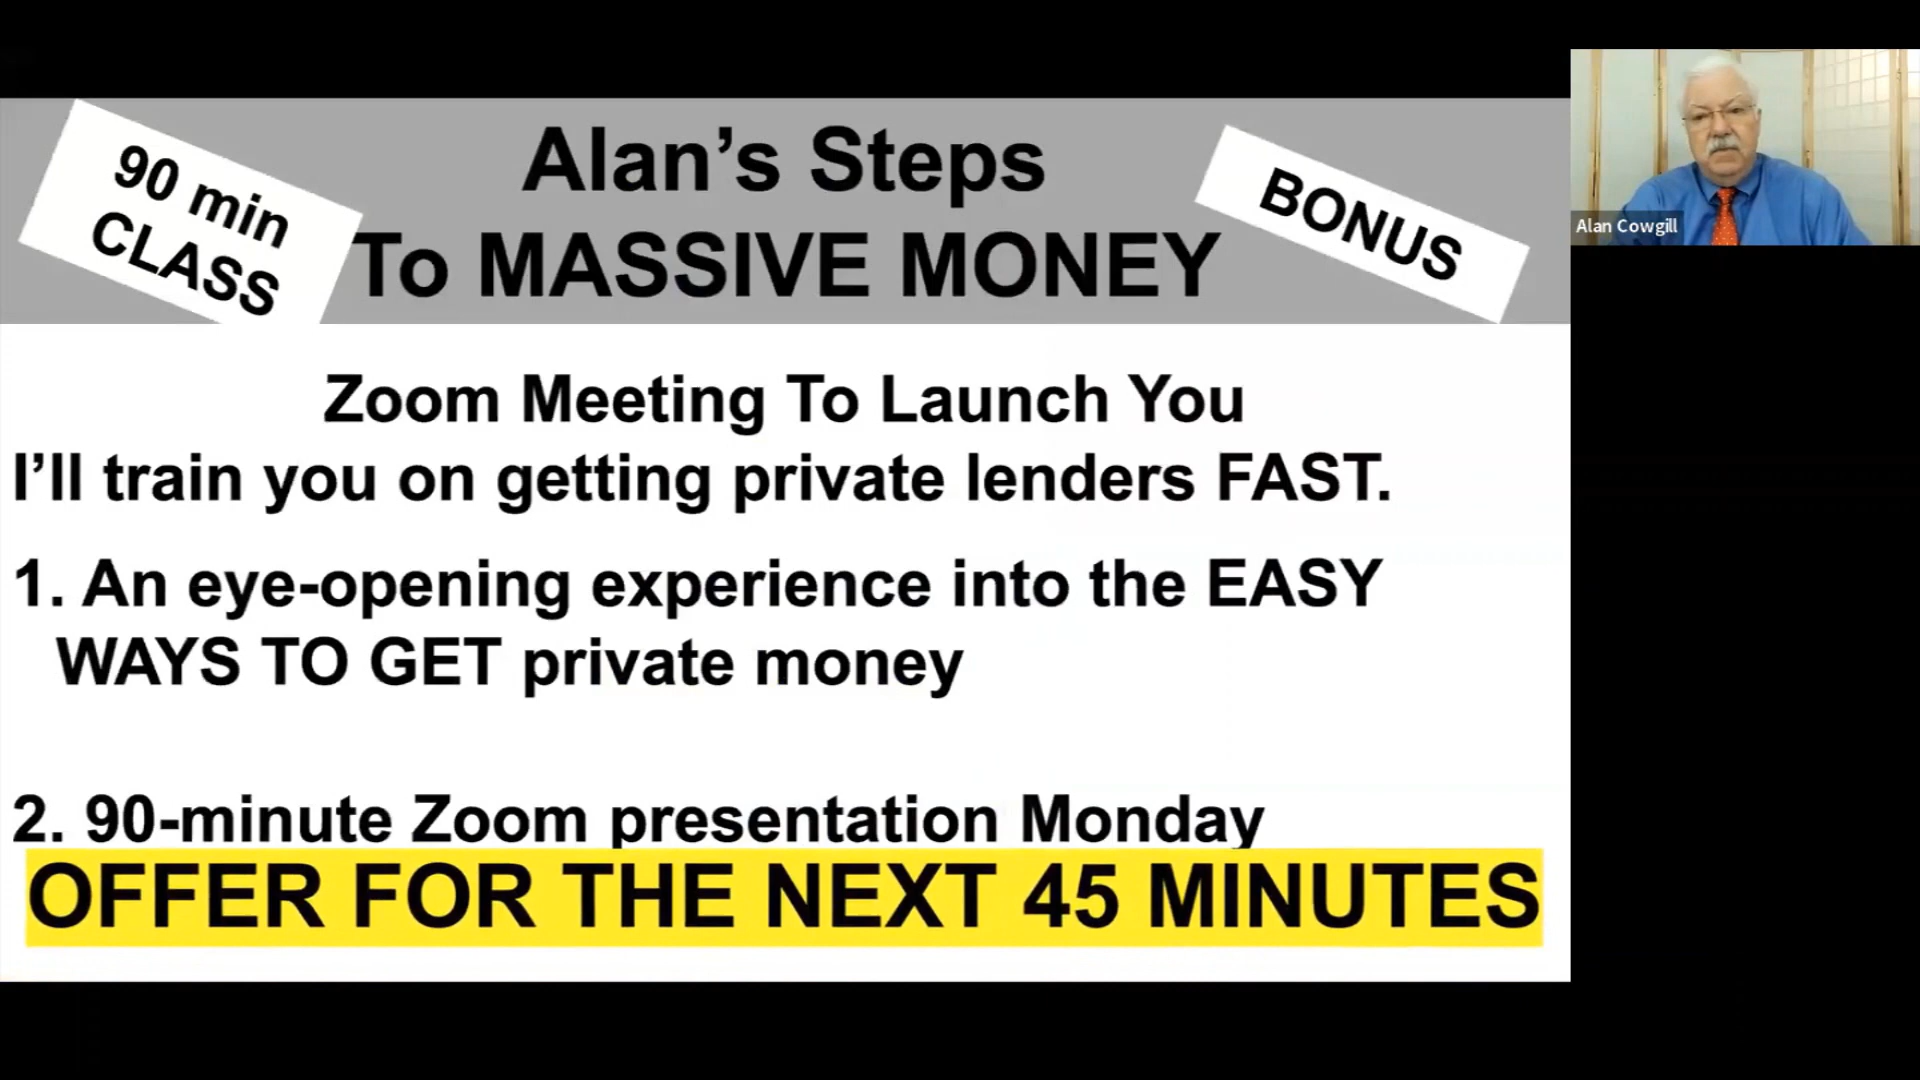 90 min
CLASS
Alan’s Steps
To MASSIVE MONEY
BONUS
Alan Cowgill
Zoom Meeting To Launch You
I’ll train you on getting private lenders FAST.
1. An eye-opening experience into the EASY
WAYS TO GET private money
2. 90-minute Zoom presentation Monday
OFFER FOR THE NEXT 45 MINUTES